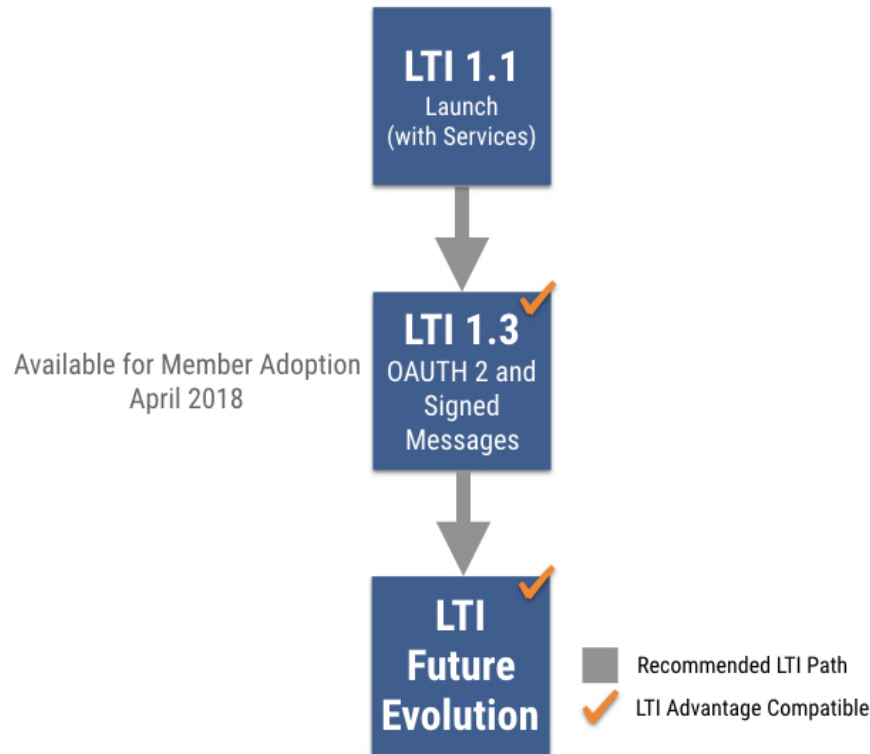 LTI 1.1
Launch
(with Services)
Available for Member Adoption
April 2018
LTI 1.3
OAUTH 2 and
Signed
Messages
LTI
Future
Evolution
Recommended LTI Path
LTI Advantage Compatible